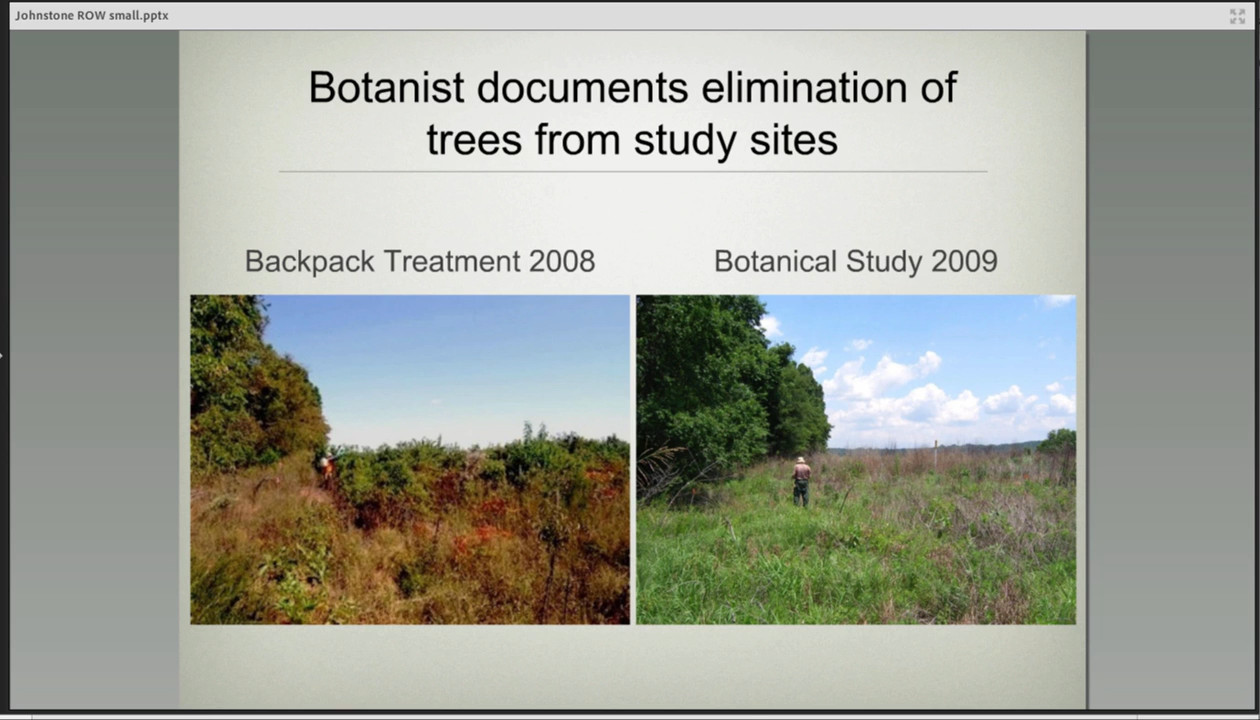 Johnstone ROW small.pptx
Botanist documents elimination of
trees from study sites
Backpack Treatment 2008
Botanical Study 2009